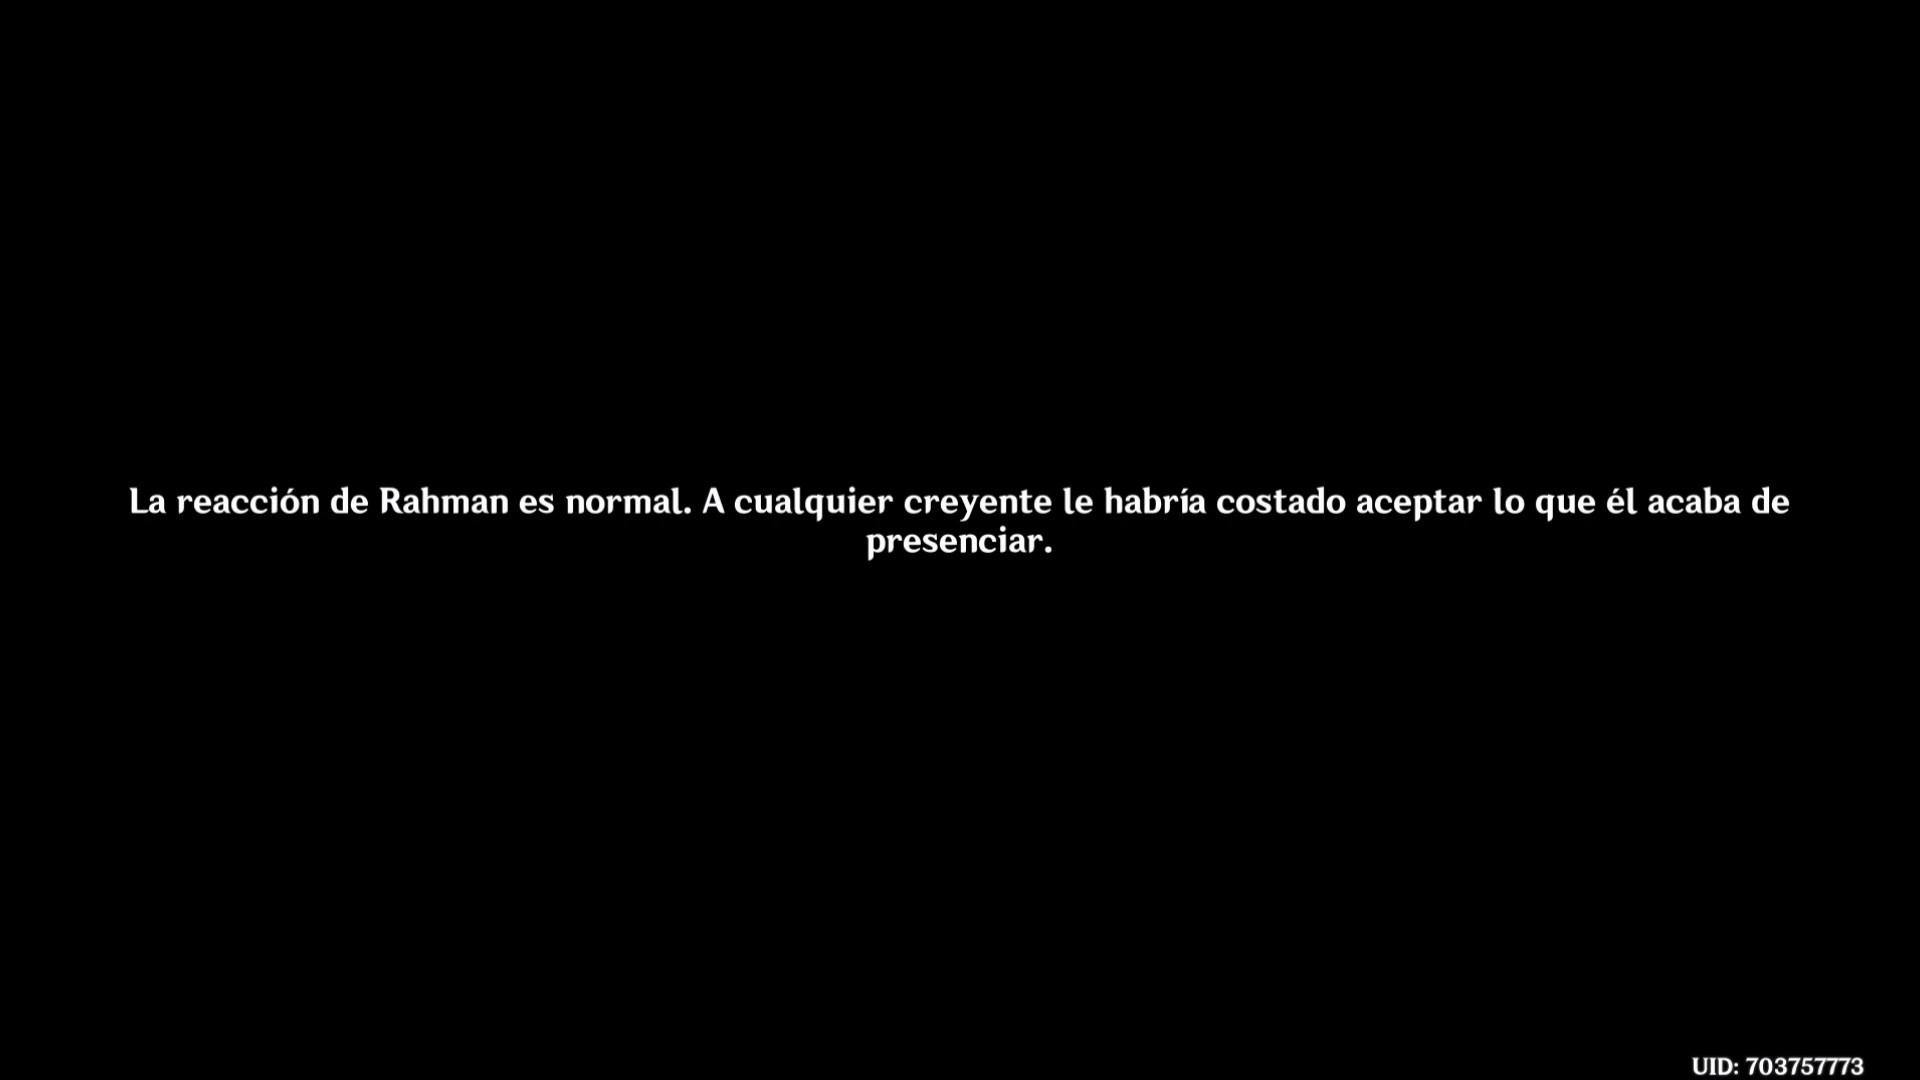 La reacción de Rahman es normal. A cualquier creyente le habría costado aceptar lo que él acaba de
presenciar.
UID: 703757773